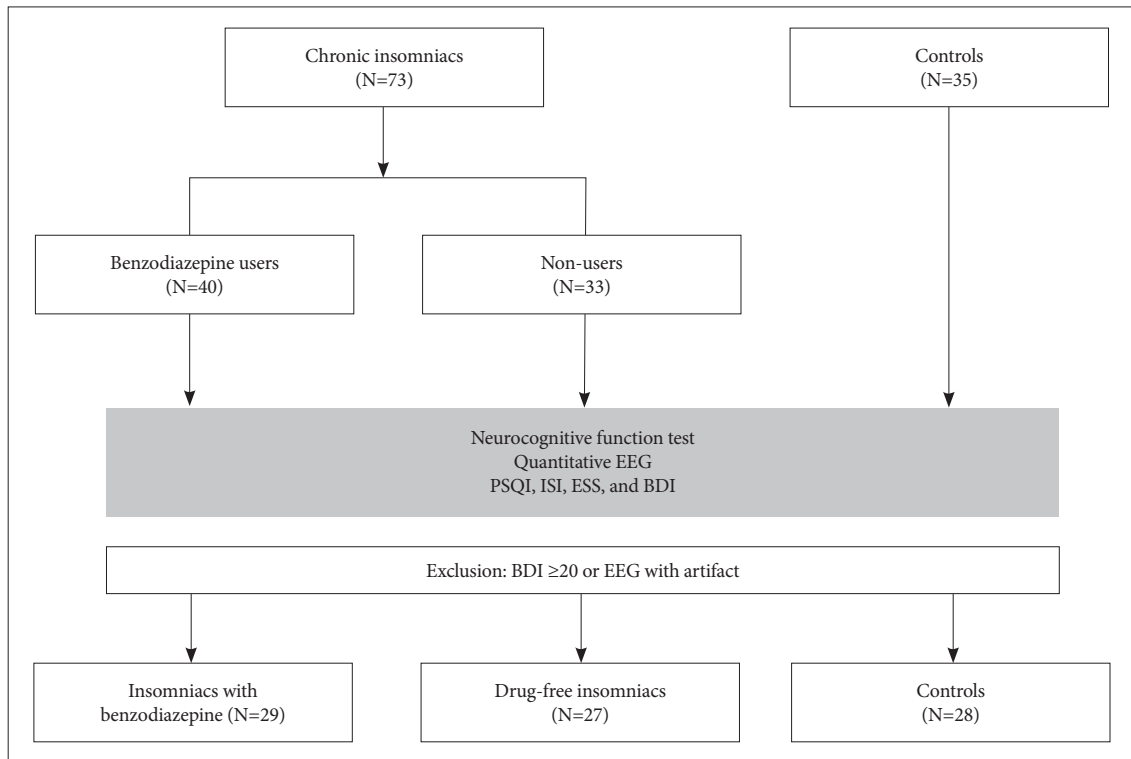 Chronic insomniacs
(N=73)
Controls
(N=35)
Benzodiazepine users
(N=40)
Non-users
(N=33)
Neurocognitive function test
Quantitative EEG
PSQI, ISI, ESS, and BDI
Exclusion: BDI ≥20 or EEG with artifact
Insomniacs with
benzodiazepine (N=29)
Drug-free insomniacs
(N=27)
Controls
(N=28)